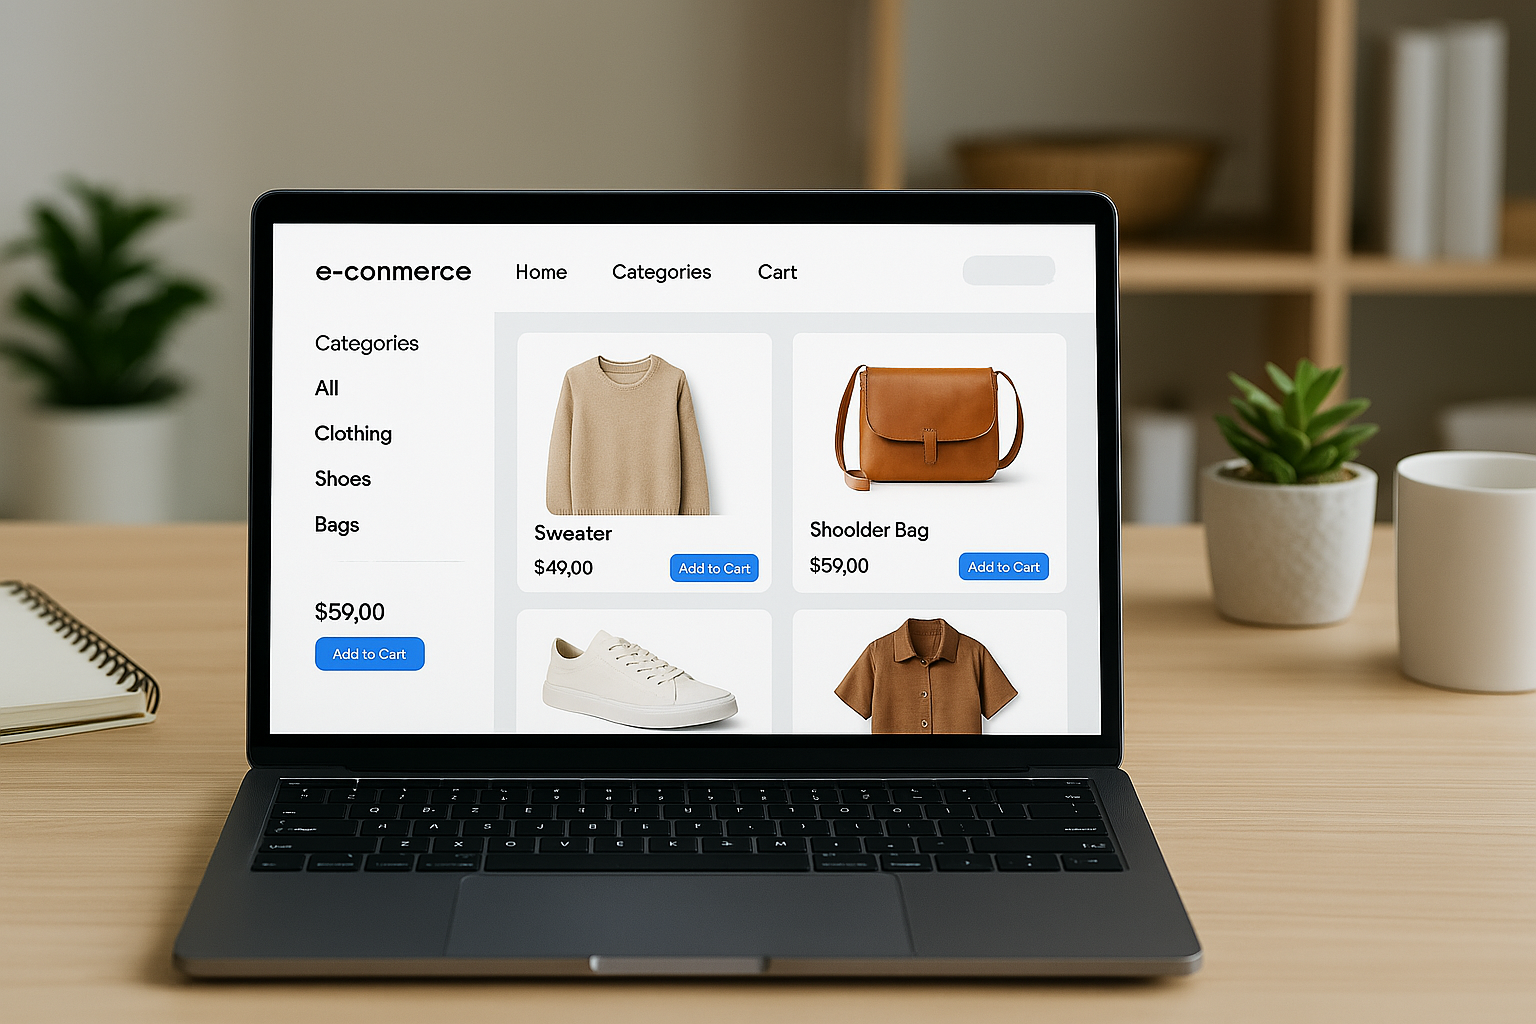 e-conmerce Home Categories Cart
Categories
All
Clothing
Shoes
Bags
$59,00
Add to Cart
Sweater
$49,00 Add to Cart
Shoolder Bag
$59,00 Add to Cart